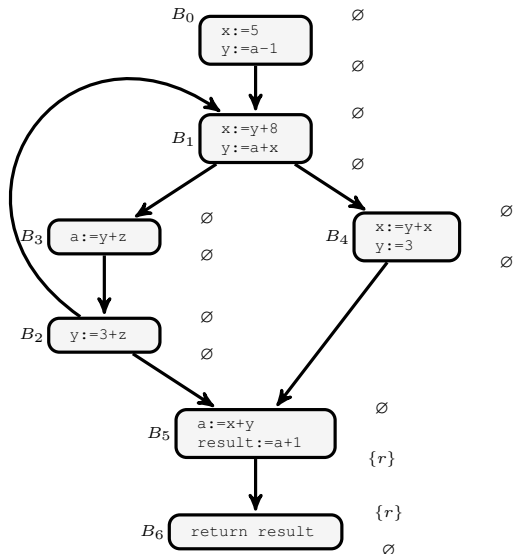 B0
x:=5
y:=a-1
∅
∅
B1
x:=y+8
y:=a+x
∅
∅
B3
a:=y+z
∅
∅
B4
x:=y+x
y:=3
∅
∅
B2
y:=3+z
∅
∅
B5
a:=x+y
result:=a+1
∅
{r}
B6
return result
{r}
∅